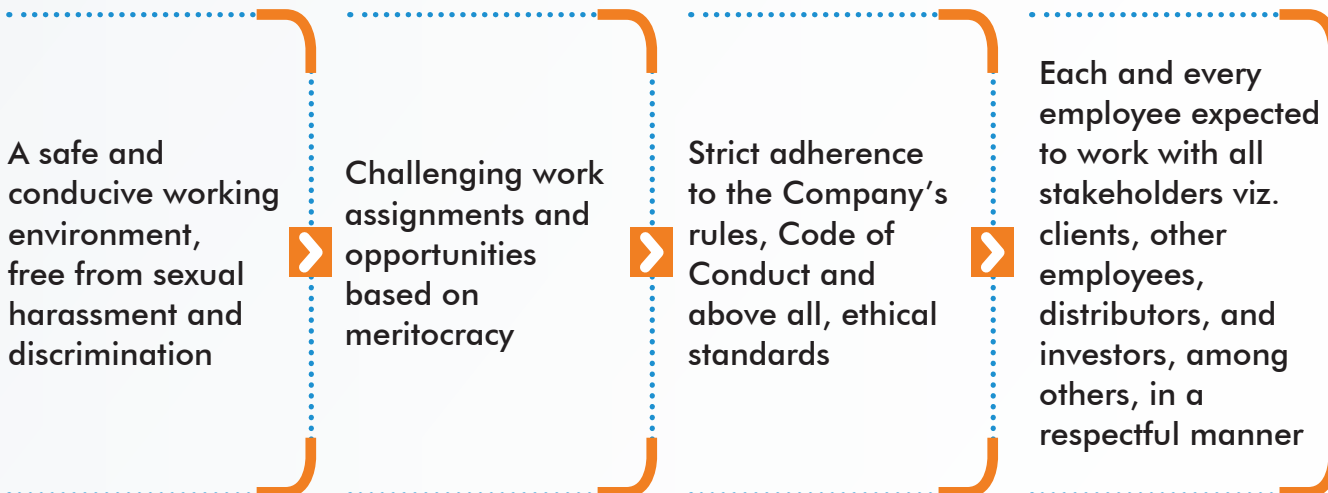 A safe and
conducive working
environment,
free from sexual
harassment and
discrimination
Challenging work
assignments and
opportunities
based on
meritocracy
Strict adherence
to the Company’s
rules, Code of
Conduct and
above all, ethical
standards
Each and every
employee expected
to work with all
stakeholders viz.
clients, other
employees,
distributors, and
investors, among
others, in a
respectful manner